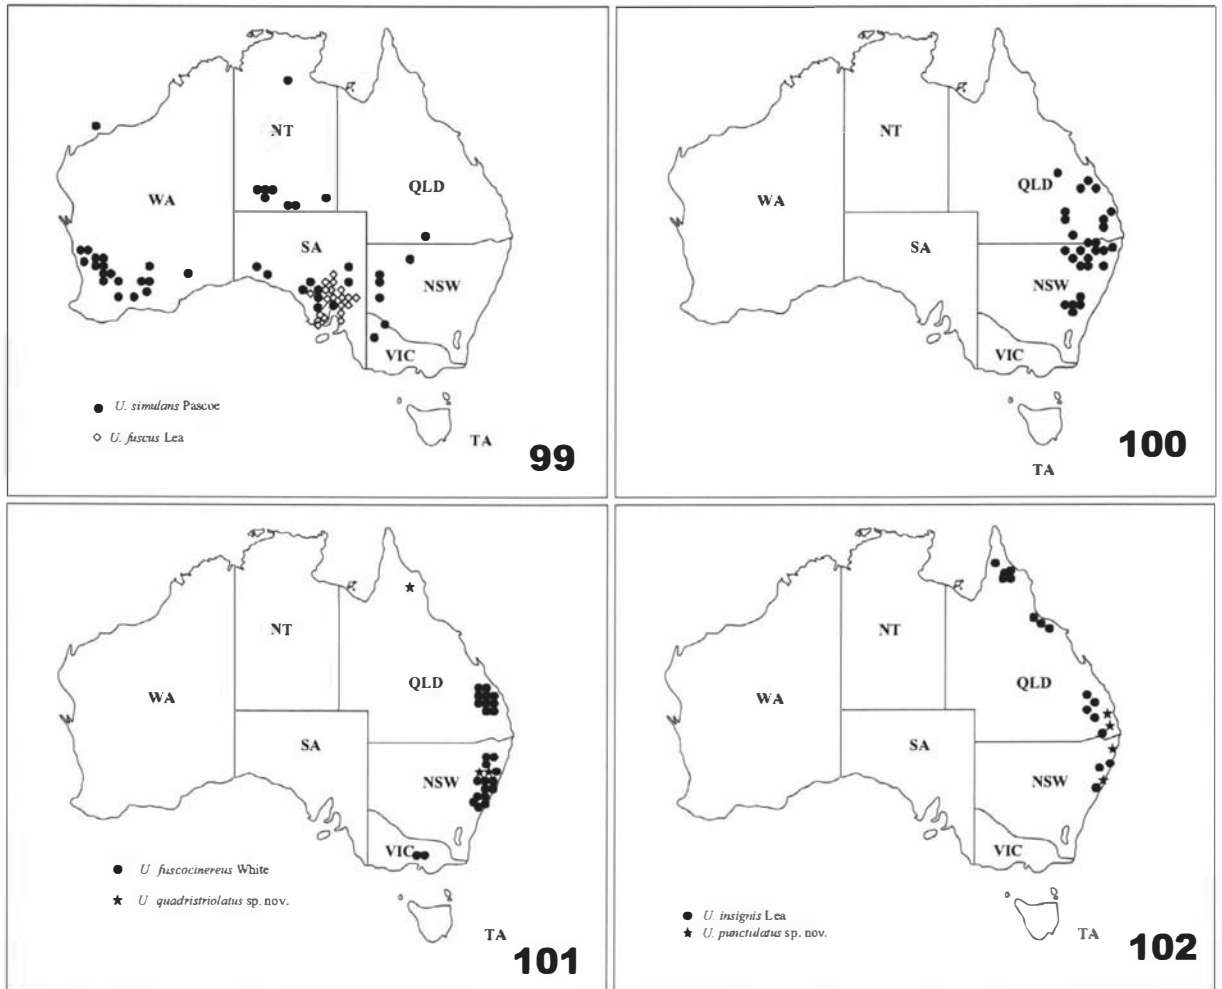 NT
QLD
WA
SA
NSW
VIC
● U. simulans Pascoe
◇ U. fuscus Lea
TA
99
NT
QLD
WA
SA
NSW
VIC
TA
100
NT
QLD
WA
SA
NSW
VIC
● U fuscocinereus White
★ U quadristriolatus sp. nov.
TA
101
NT
QLD
WA
SA
NSW
VIC
● U. insignis Lea
★ U. punctulatus sp. nov.
TA
102